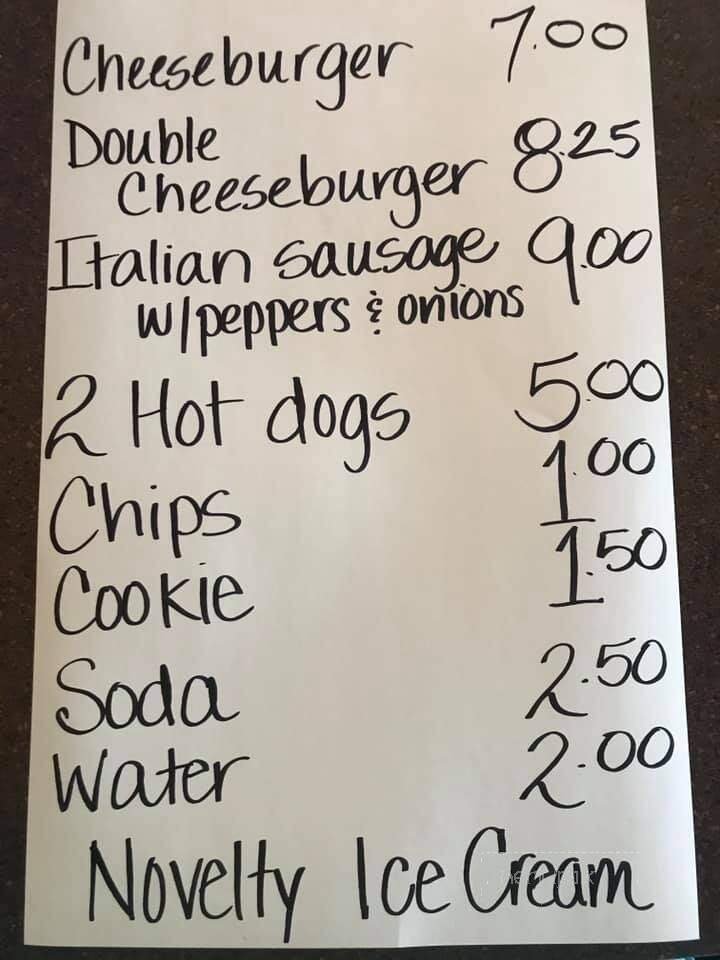 Cheeseburger 7.00
Double
Cheeseburger 8.25
Italian sausage 9.00
w/peppers & onions
2 Hot dogs 5.00
Chips 1.00
Cookie 1.50
Soda 2.50
Water 2.00
Novelty Ice Cream